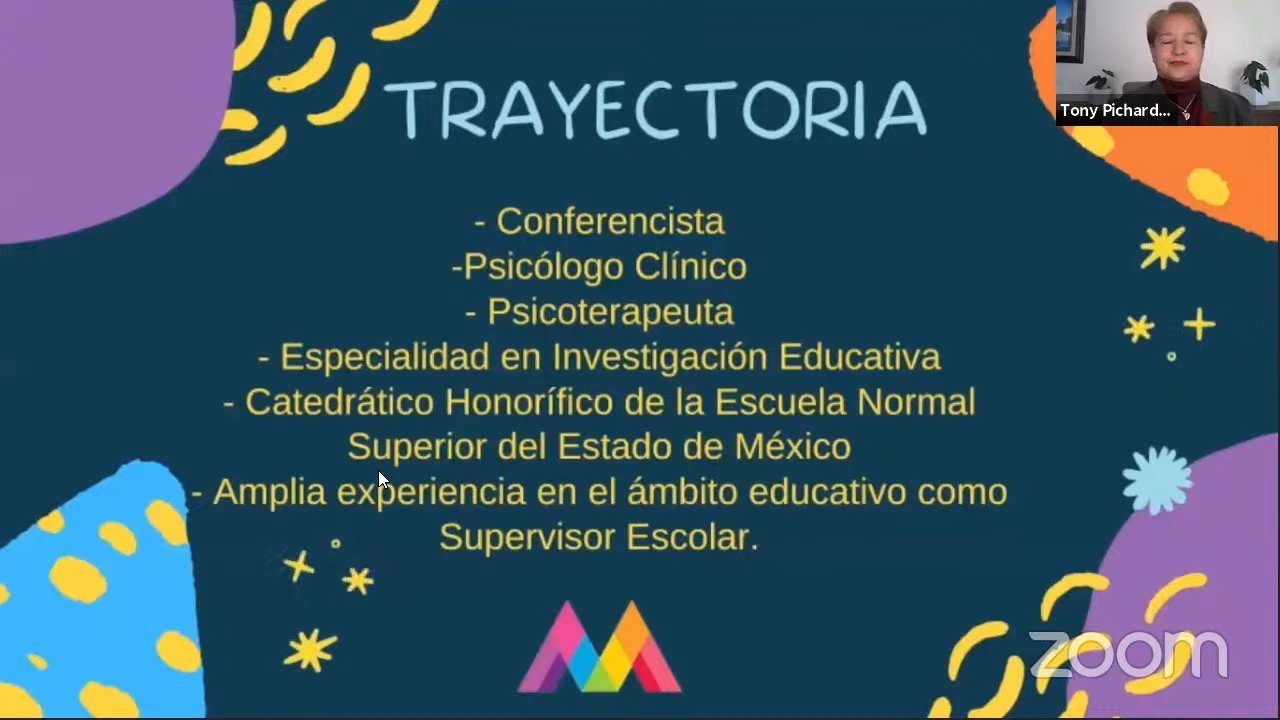 TRAYECTORIA
Tony Pichard...
- Conferencista
-Psicólogo Clínico
- Psicoterapeuta
- Especialidad en Investigación Educativa
- Catedrático Honorífico de la Escuela Normal
Superior del Estado de México
- Amplia experiencia en el ámbito educativo como
Supervisor Escolar.
zoom